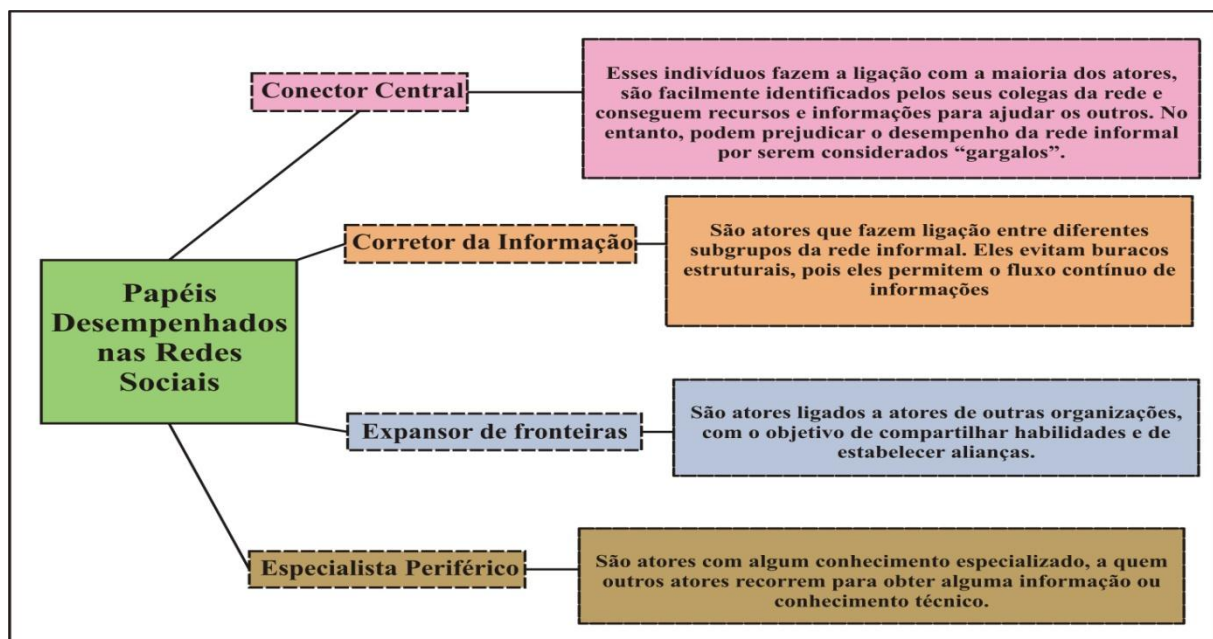 Papéis
Desempenhados
nas Redes
Sociais
Conector Central
Esses indivíduos fazem a ligação com a maioria dos atores,
são facilmente identificados pelos seus colegas da rede e
conseguem recursos e informações para ajudar os outros. No
entanto, podem prejudicar o desempenho da rede informal
por serem considerados “gargalos”.
Corretor da Informação
São atores que fazem ligação entre diferentes
subgrupos da rede informal. Eles evitam buracos
estruturais, pois eles permitem o fluxo contínuo de
informações
Expansor de fronteiras
São atores ligados a atores de outras organizações,
com o objetivo de compartilhar habilidades e de
estabelecer alianças.
Especialista Periférico
São atores com algum conhecimento especializado, a quem
outros atores recorrem para obter alguma informação ou
conhecimento técnico.